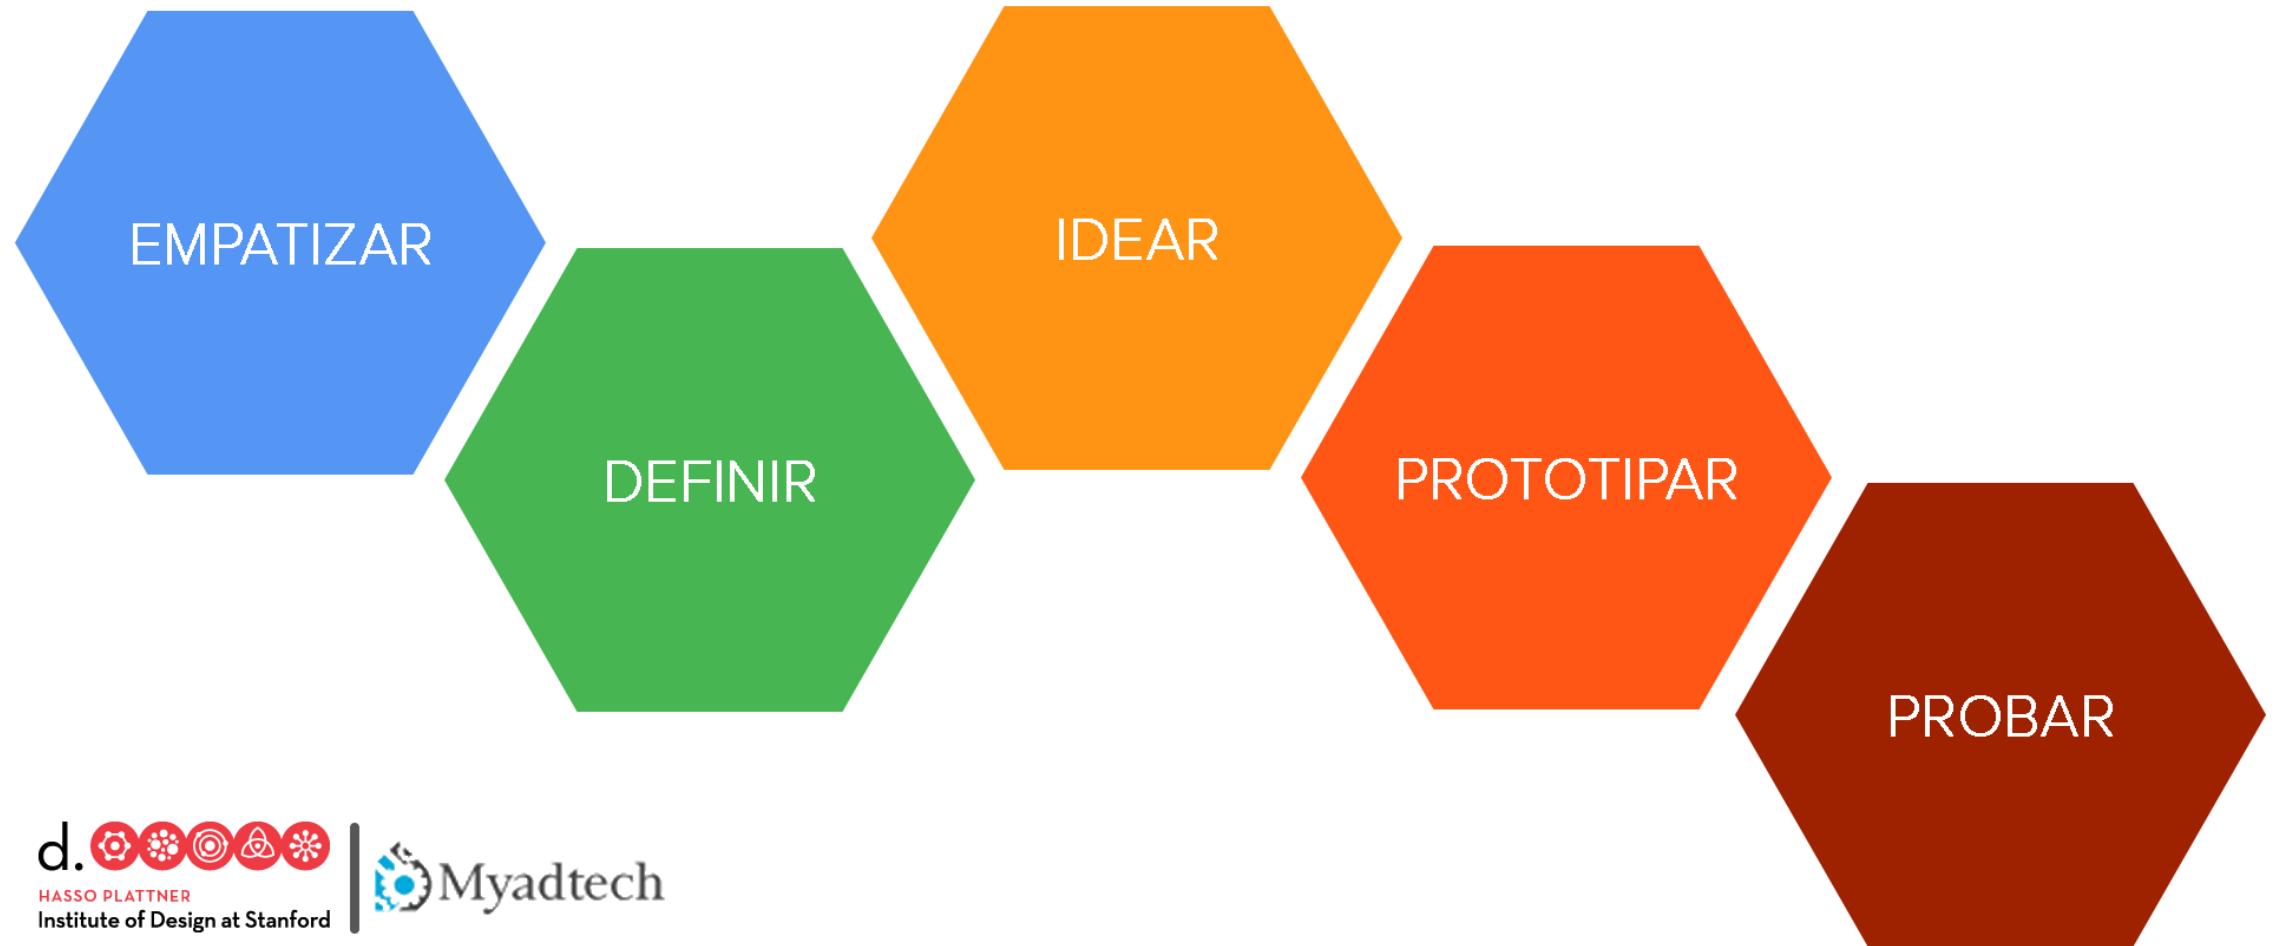 EMPATIZAR
DEFINIR
IDEAR
PROTOTIPAR
PROBAR
d.
HASSO PLATTNER
Institute of Design at Stanford
Myadtech